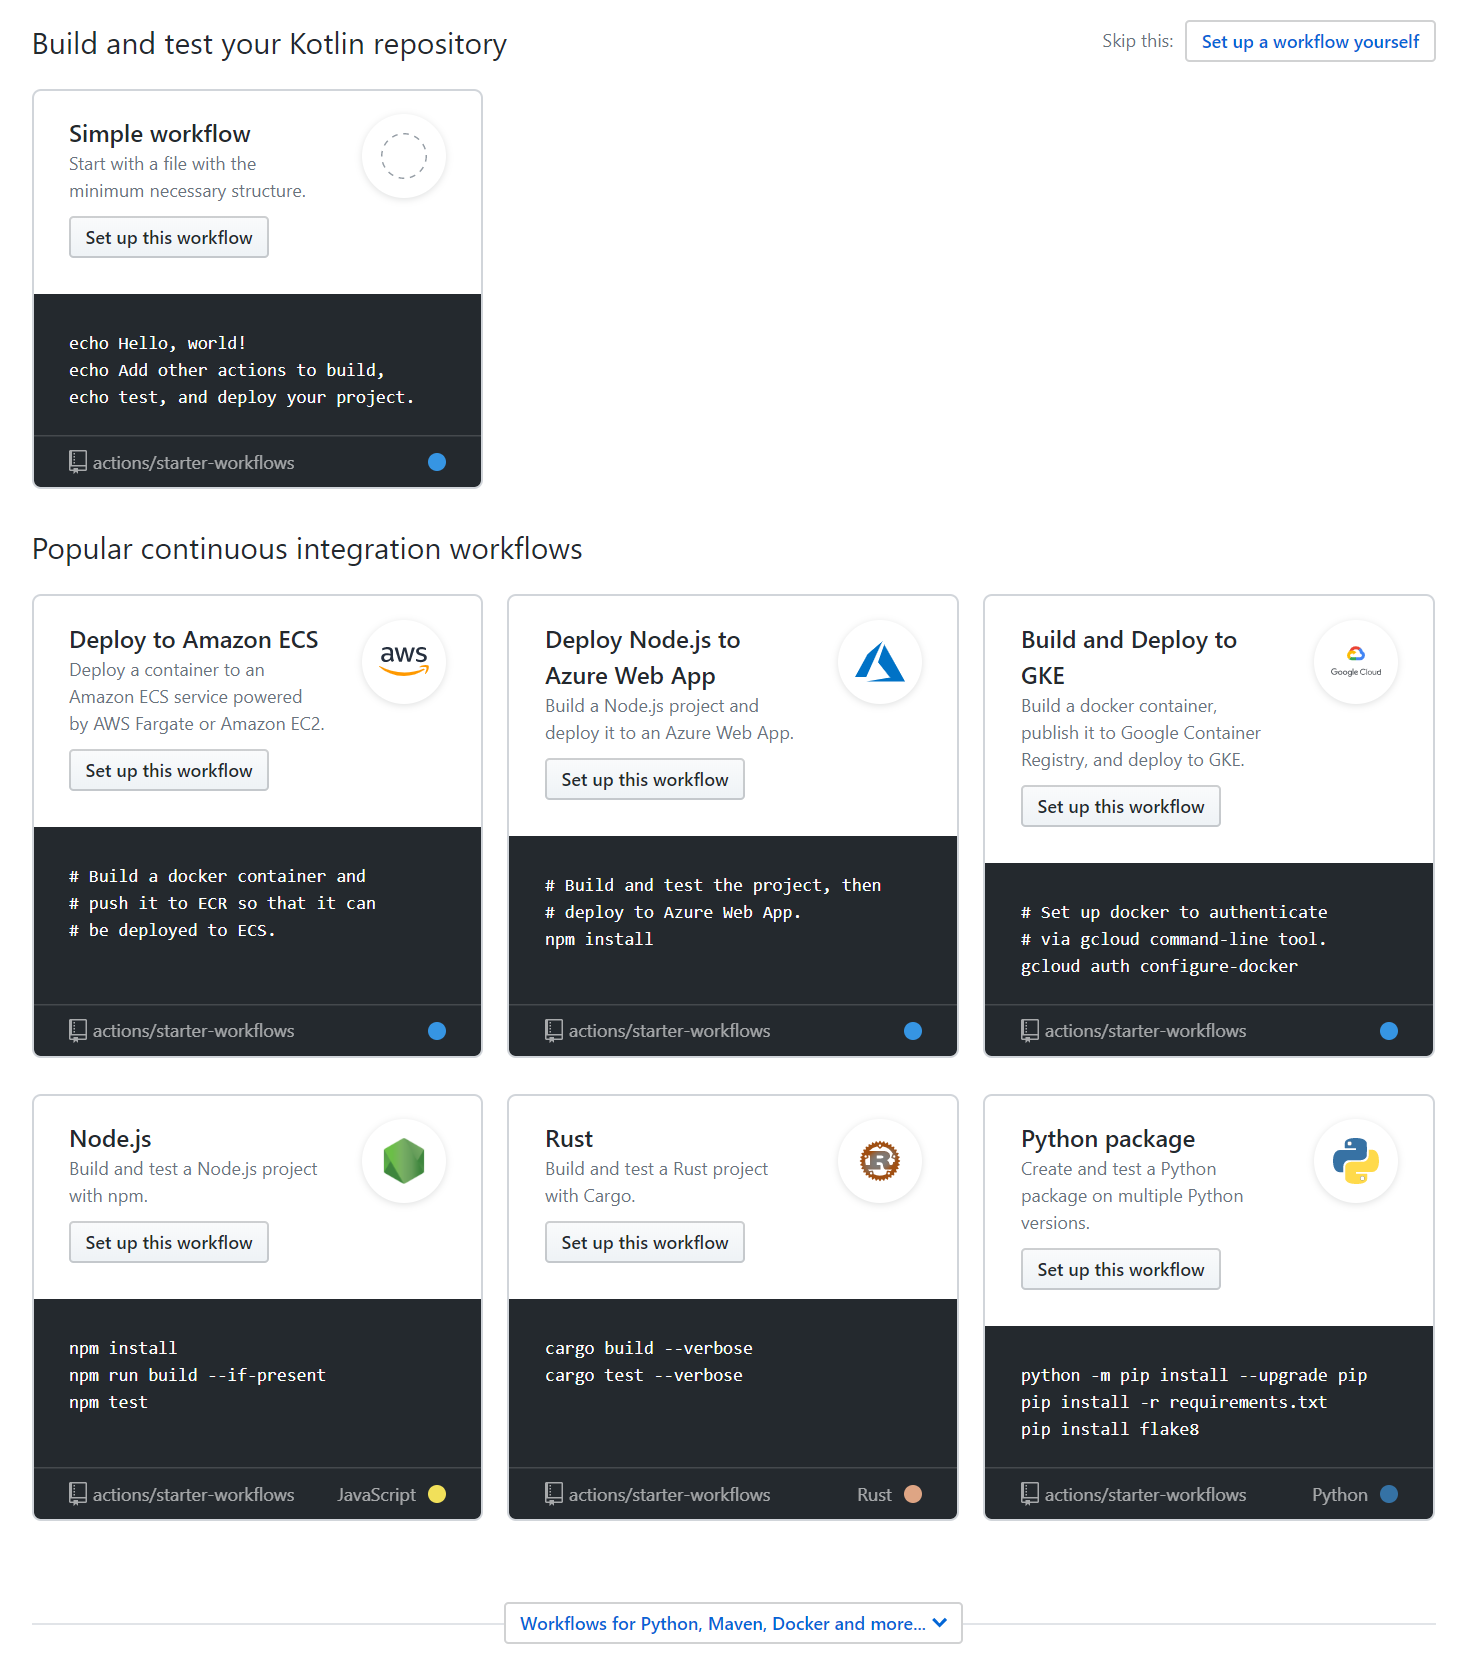 Build and test your Kotlin repository
Skip this: Set up a workflow yourself
Simple workflow
Start with a file with the
minimum necessary structure.
Set up this workflow
echo Hello, world!
echo Add other actions to build,
echo test, and deploy your project.
actions/starter-workflows
Popular continuous integration workflows
Deploy to Amazon ECS
Deploy a container to an
Amazon ECS service powered
by AWS Fargate or Amazon EC2.
aws
Set up this workflow
# Build a docker container and
# push it to ECR so that it can
# be deployed to ECS.
actions/starter-workflows
Deploy Node.js to
Azure Web App
Build a Node.js project and
deploy it to an Azure Web App.
Set up this workflow
# Build and test the project, then
# deploy to Azure Web App.
npm install
actions/starter-workflows
Build and Deploy to
GKE
Google Cloud
Build a docker container,
publish it to Google Container
Registry, and deploy to GKE.
Set up this workflow
# Set up docker to authenticate
# via gcloud command-line tool.
gcloud auth configure-docker
actions/starter-workflows
Node.js
Build and test a Node.js project
with npm.
Set up this workflow
npm install
npm run build --if-present
npm test
actions/starter-workflows JavaScript
Rust
Build and test a Rust project
with Cargo.
R
Set up this workflow
cargo build --verbose
cargo test --verbose
actions/starter-workflows Rust
Python package
Create and test a Python
package on multiple Python
versions.
Set up this workflow
python -m pip install --upgrade pip
pip install -r requirements.txt
pip install flake8
actions/starter-workflows Python
Workflows for Python, Maven, Docker and more...